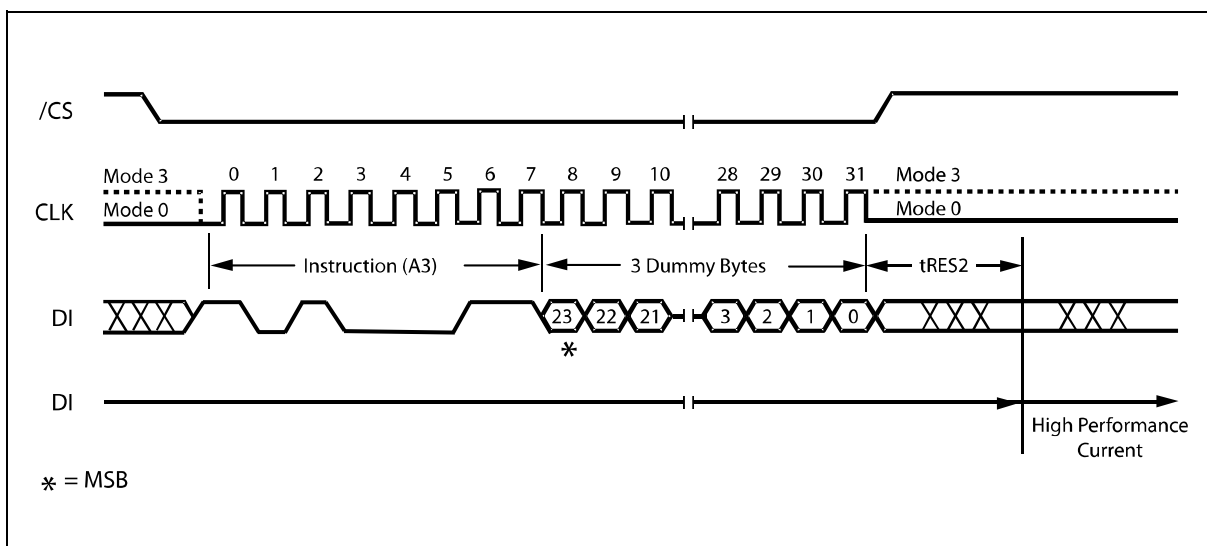 /CS
Mode 3 0 1 2 3 4 5 6 7 8 9 10 28 29 30 31 Mode 3
CLK Mode 0 Mode 0
Instruction (A3) 3 Dummy Bytes tRES2
DI 23 22 21 3 2 1 0
*
DI
High Performance
Current
* = MSB